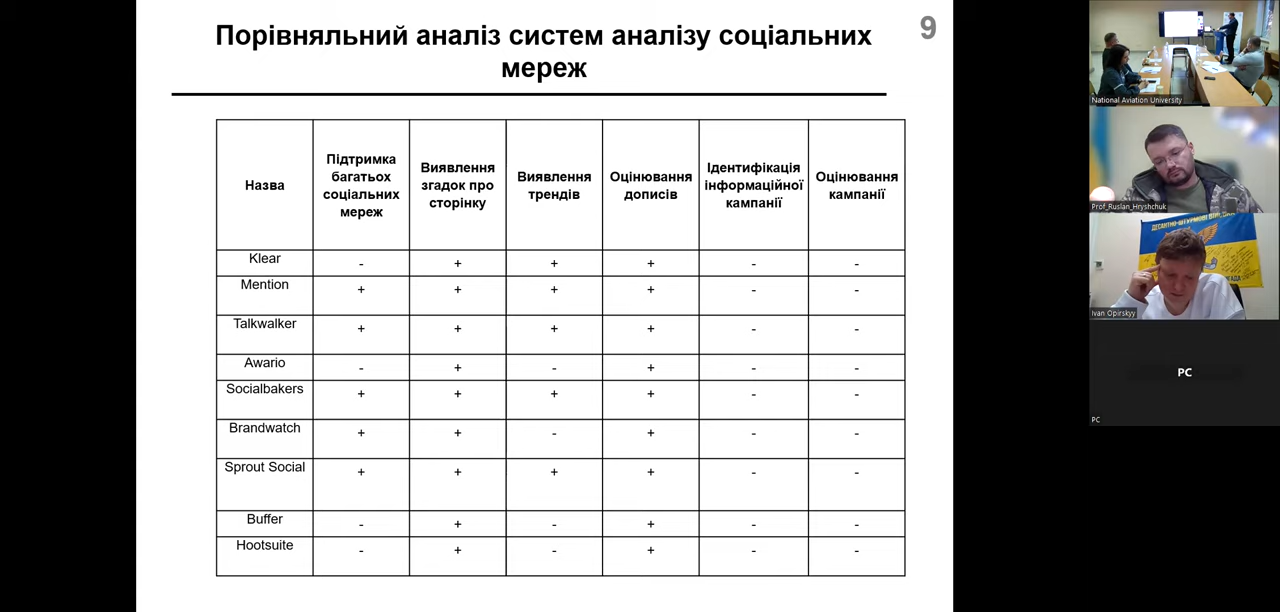 Порівняльний аналіз систем аналізу соціальних
мереж
9
Назва
Підтримка
багатьох
соціальних
мереж
Виявлення
згадок про
сторінку
Виявлення
трендів
Оцінювання
дописів
Ідентифікація
інформаційної
кампанії
Оцінювання
кампанії
Klear - + + + - -
Mention + + + + - -
Talkwalker + + + + - -
Awario - + - + - -
Socialbakers + + + + - -
Brandwatch + + - + - -
Sprout Social + + + + - -
Buffer - + - + - -
Hootsuite - + - + - -
National Aviation University
Prof_Ruslan_Hryshchuk
ДЕСАНТНО-ШТУРМОВІ
Ivan Opirskyy
PC
PC